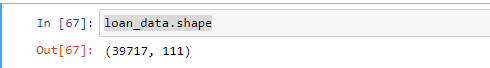 In [67]: loan_data.shape
Out[67]: (39717, 111)